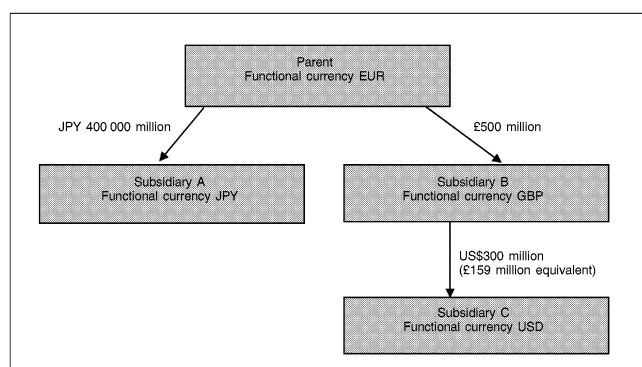 Parent
Functional currency EUR
JPY 400 000 million
£500 million
Subsidiary A
Functional currency JPY
Subsidiary B
Functional currency GBP
US$300 million
(£159 million equivalent)
Subsidiary C
Functional currency USD